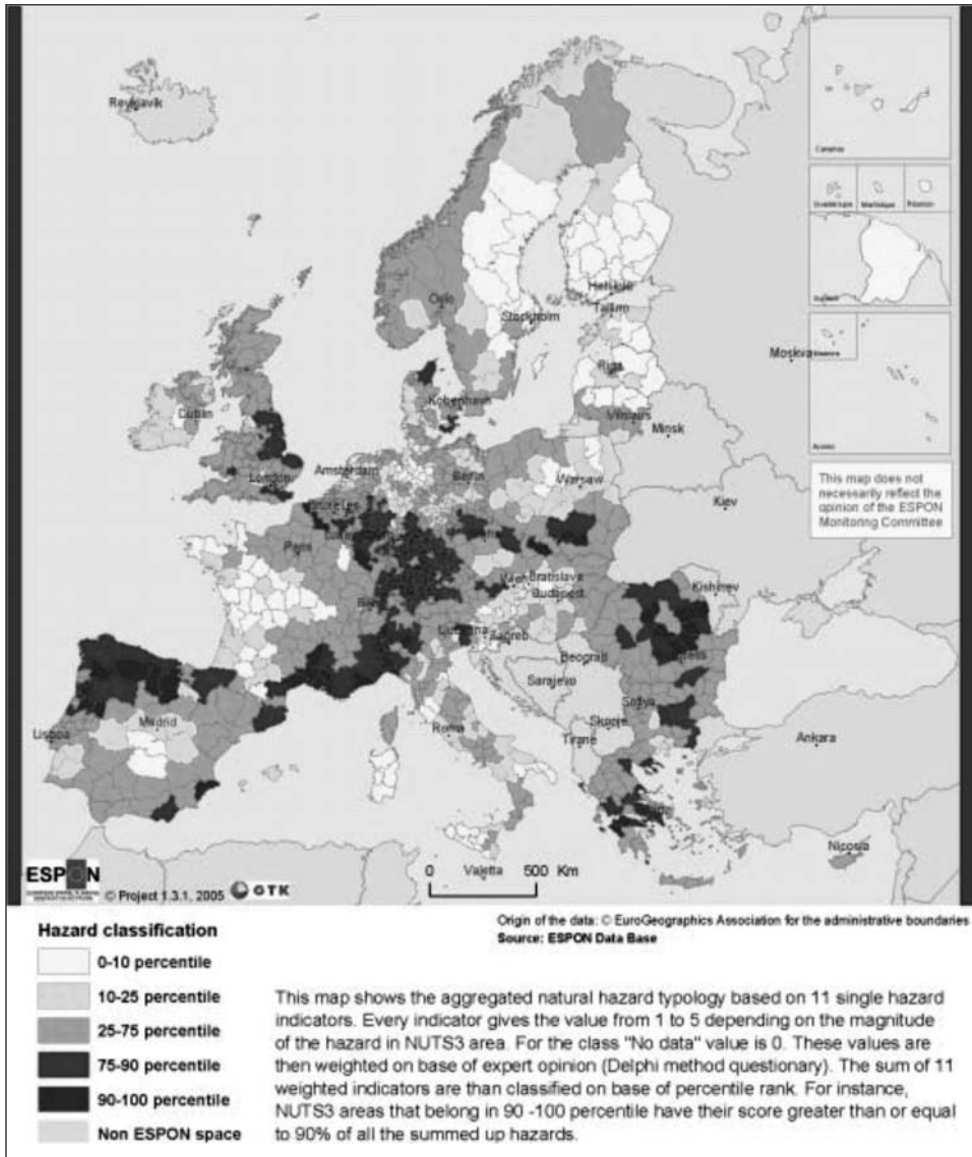 Reykjavik
Canarias
Guadeloupe
Martinique
Réunion
Oslo
Helsinki
Tallinn
Stockholm
Moskva
Riga
Dublin
København
Vilnius
Minsk
London
Amsterdam
Berlin
Warsaw
This map does not
necessarily reflect the
opinion of the ESPON
Monitoring Committee
Kiev
Paris
Bratislava
Budapest
Kishinev
Ljubljana
Zagreb
Beograd
Sarajevo
Sofiya
Skopje
Tirane
Madrid
Lisboa
Roma
Ankara
Nicosia
Valetta
0 500 Km
ESPON
© Project 1.3.1, 2005
GTK
Origin of the data: © EuroGeographics Association for the administrative boundaries
Source: ESPON Data Base
Hazard classification
0-10 percentile
10-25 percentile
25-75 percentile
75-90 percentile
90-100 percentile
Non ESPON space
This map shows the aggregated natural hazard typology based on 11 single hazard
indicators. Every indicator gives the value from 1 to 5 depending on the magnitude
of the hazard in NUTS3 area. For the class "No data" value is 0. These values are
then weighted on base of expert opinion (Delphi method questionary). The sum of 11
weighted indicators are than classified on base of percentile rank. For instance,
NUTS3 areas that belong in 90 -100 percentile have their score greater than or equal
to 90% of all the summed up hazards.